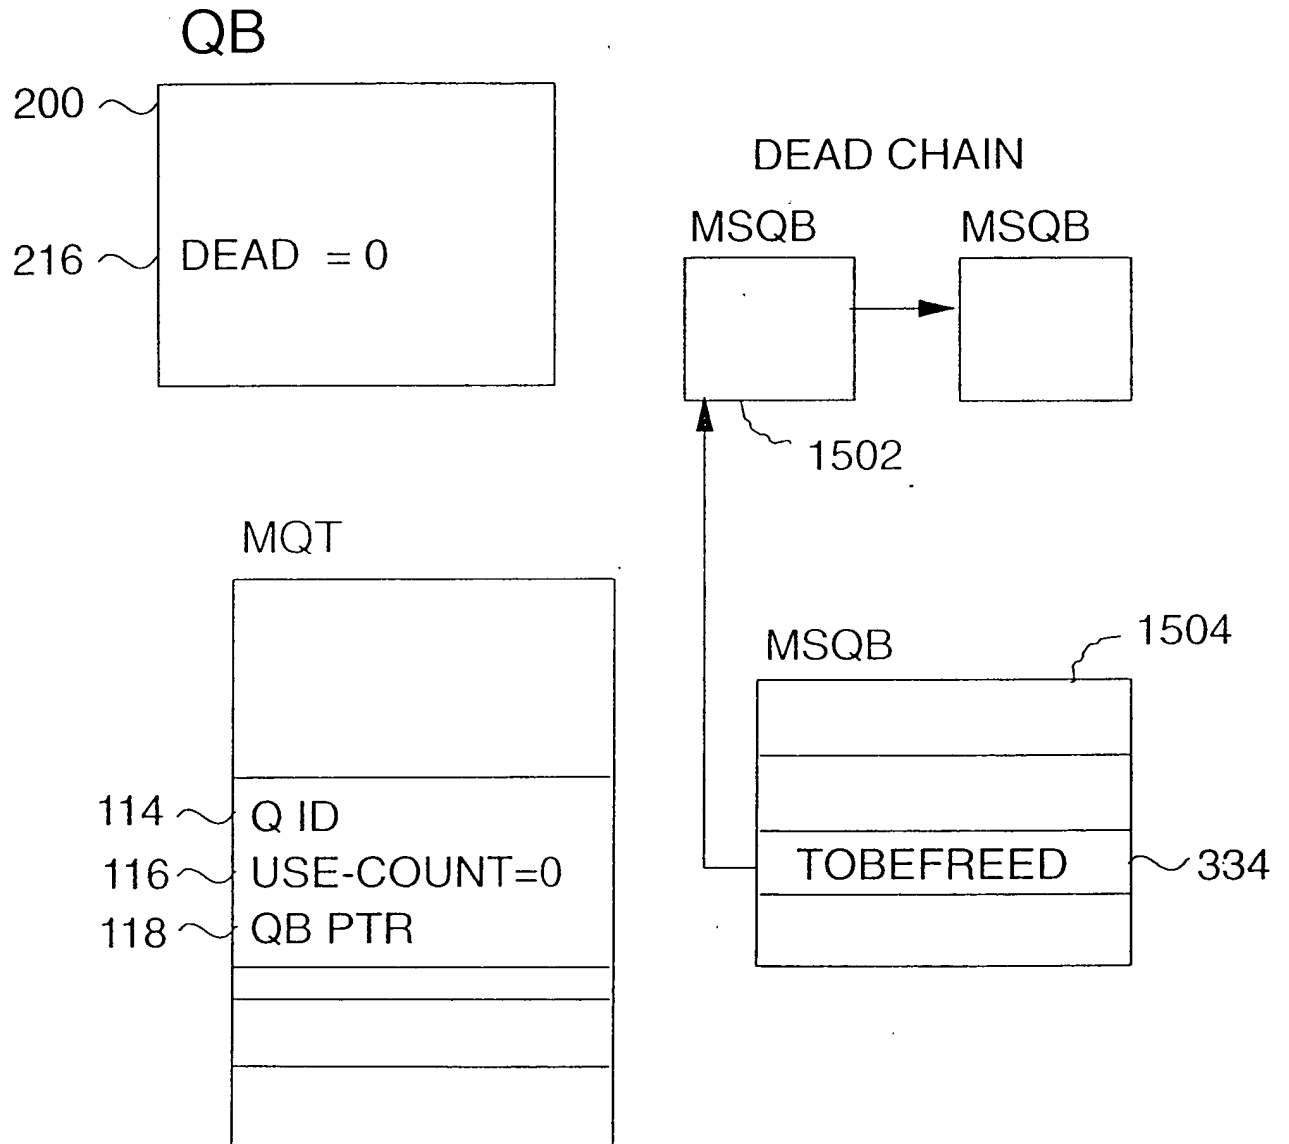 QB
200
216
DEAD = 0
DEAD CHAIN
MSQB
MSQB
1502
MQT
114
Q ID
116
USE-COUNT=0
118
QB PTR
MSQB
1504
TOBEFREED
334